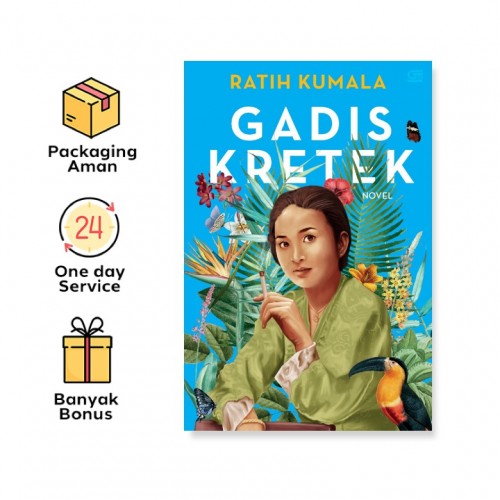 Packaging
Aman
24
One day
Service
Banyak
Bonus
RATIH KUMALA
GADIS
KRETEK
NOVEL